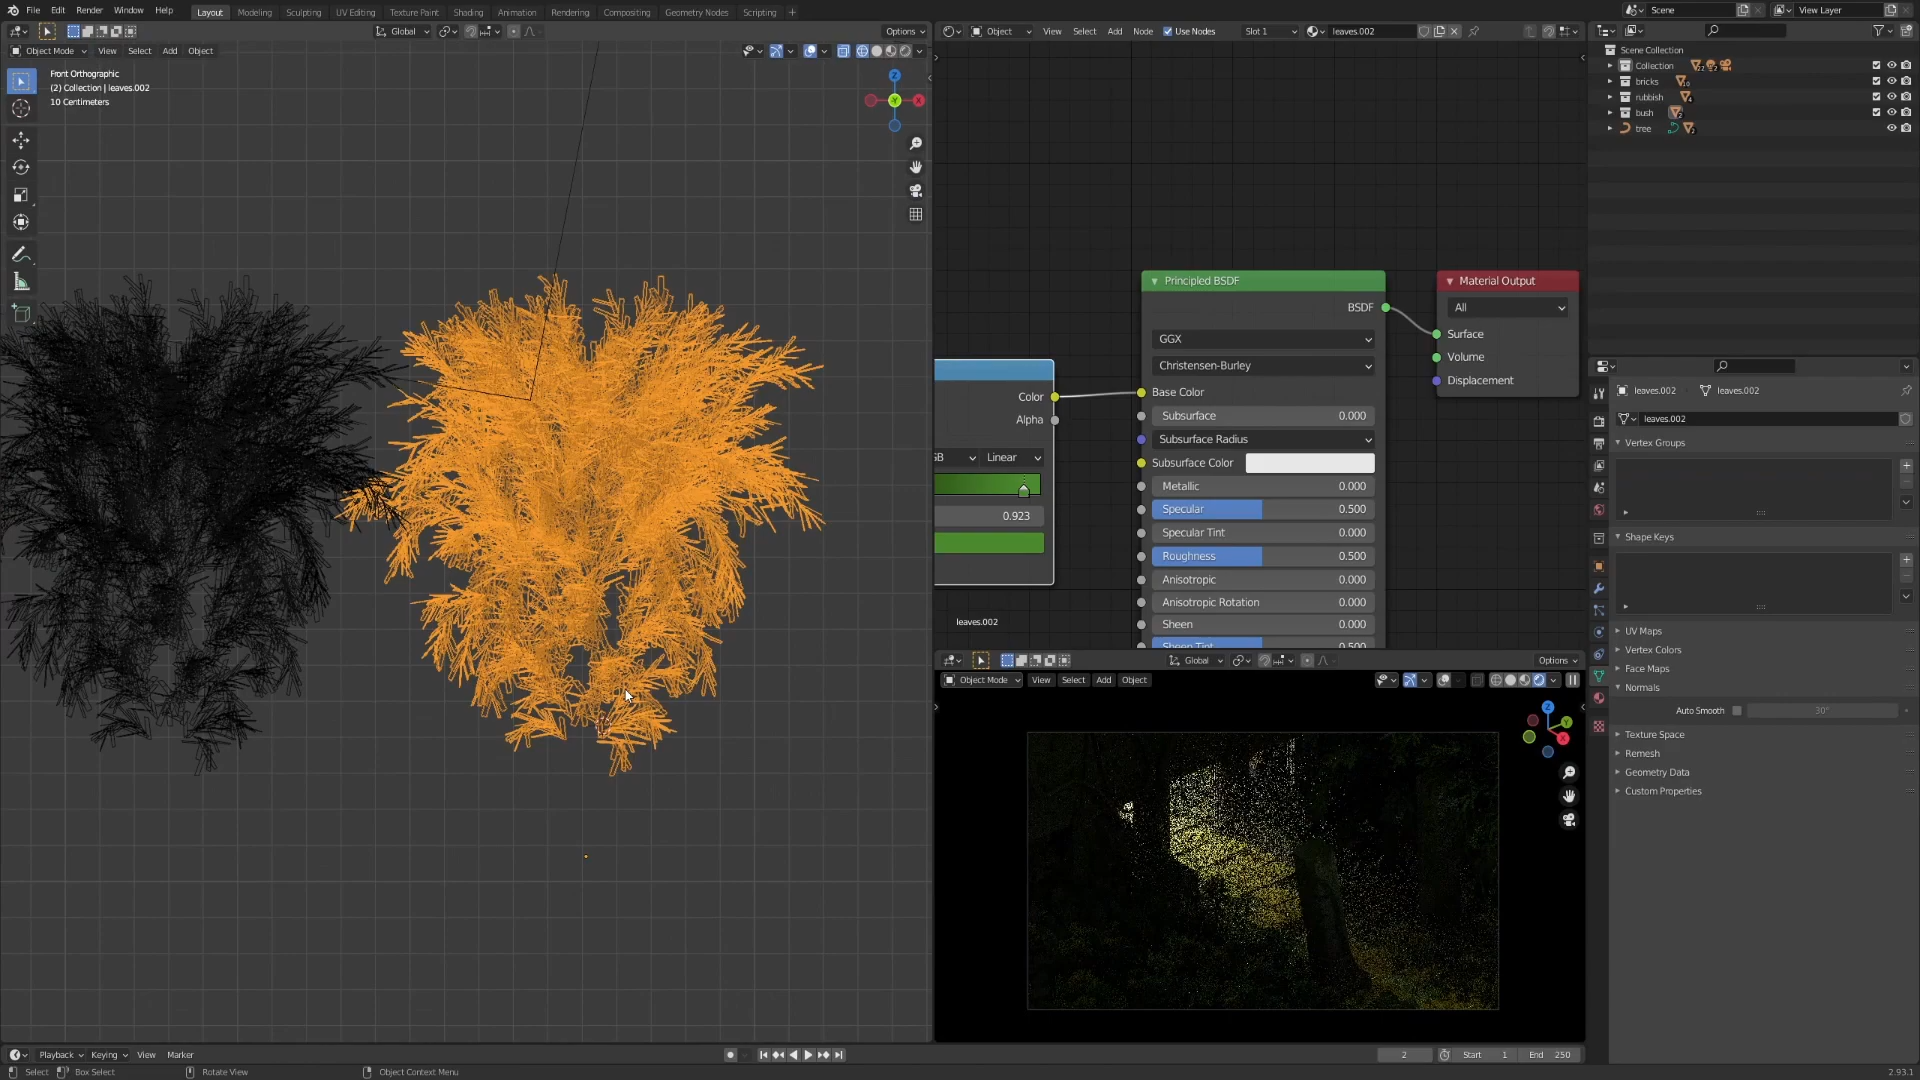 File Edit Render Window Help Layout Modeling Sculpting UV Editing Texture Paint Shading Animation Rendering Compositing Geometry Nodes Scripting + Scene View Layer
Global Options
Object Mode View Select Add Object
Front Orthographic
(2) Collection | leaves.002
10 Centimeters
Z
Y
X
Object View Select Add Node Use Nodes Slot 1 leaves.002
Principled BSDF
BSDF
GGX
Christensen-Burley
Base Color
Subsurface 0.000
Subsurface Radius
Subsurface Color
Metallic 0.000
Specular 0.500
Specular Tint 0.000
Roughness 0.500
Anisotropic 0.000
Anisotropic Rotation 0.000
Sheen 0.000
Sheen Tint 0.500
Material Output
All
Surface
Volume
Displacement
Color
Alpha
GB Linear
0.923
leaves.002
Global Options
Object Mode View Select Add Object
Z
Y
X
Scene Collection
Collection
bricks
rubbish
bush
tree
leaves.002 leaves.002
leaves.002
Vertex Groups
Shape Keys
UV Maps
Vertex Colors
Face Maps
Normals
Auto Smooth 30°
Texture Space
Remesh
Geometry Data
Custom Properties
Playback Keying View Marker 2 Start 1 End 250
Select Box Select Rotate View Object Context Menu 2.93.1